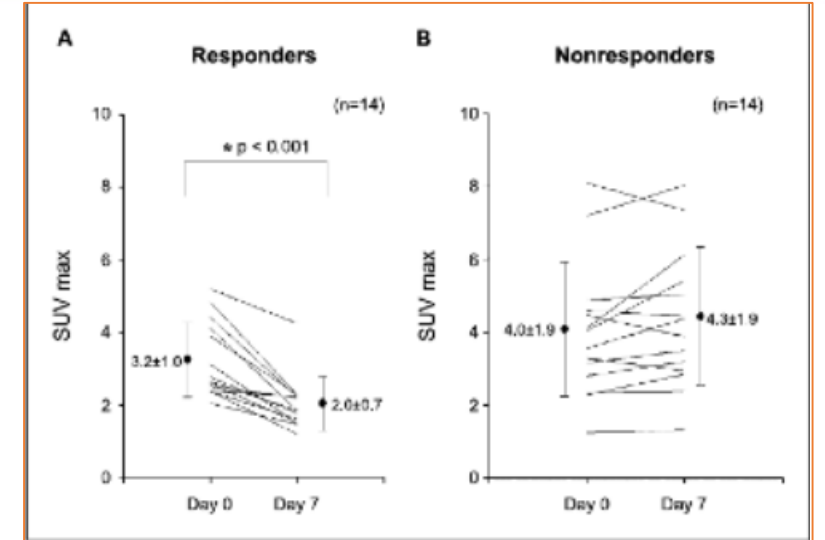 A
Responders
(n=14)
* p < 0.001
10
8
6
4
2
0
SUV max
3.2±1.0
2.0±0.7
Day 0
Day 7
B
Nonresponders
(n=14)
10
8
6
4
2
0
SUV max
4.0±1.9
4.3±1.9
Day 0
Day 7